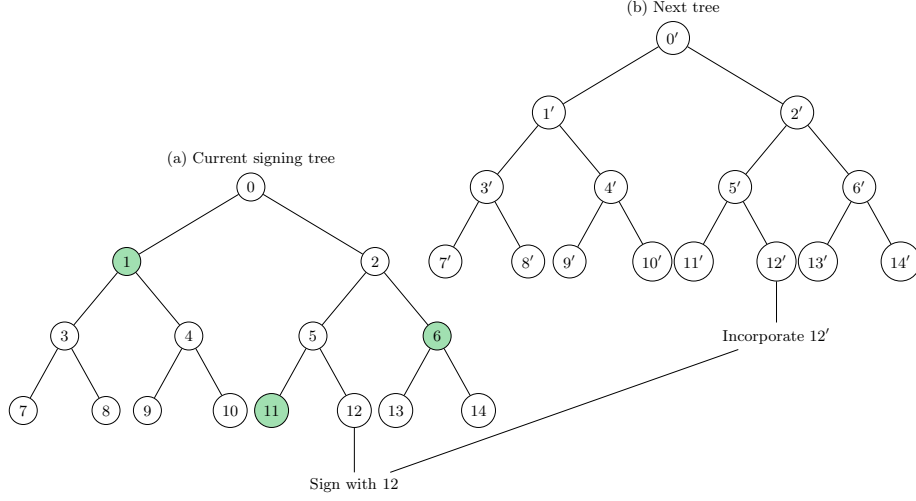 (b) Next tree
0′
1′ 2′
(a) Current signing tree
3′ 4′ 5′ 6′
0
7′ 8′ 9′ 10′ 11′ 12′ 13′ 14′
1 2
3 4 5 6
Incorporate 12′
7 8 9 10 11 12 13 14
Sign with 12